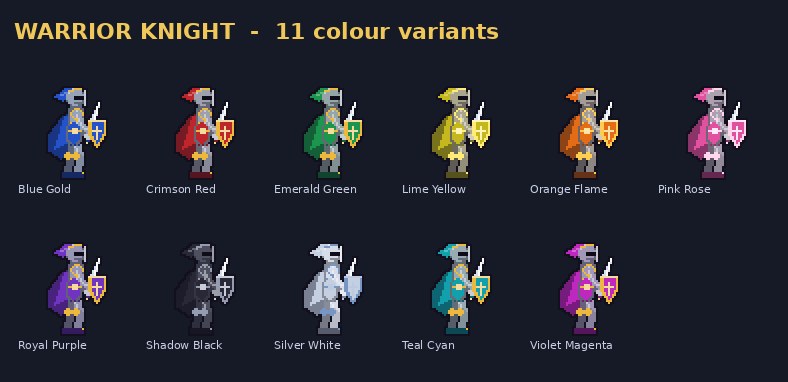 WARRIOR KNIGHT - 11 colour variants
Blue Gold
Crimson Red
Emerald Green
Lime Yellow
Orange Flame
Pink Rose
Royal Purple
Shadow Black
Silver White
Teal Cyan
Violet Magenta